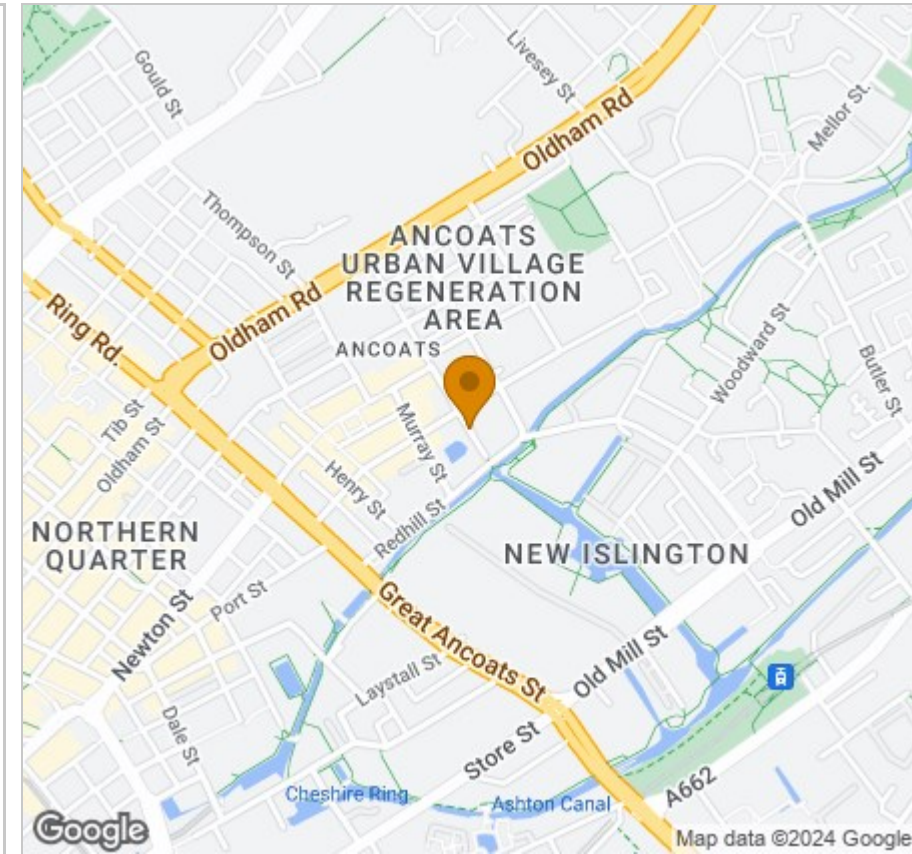 Gould St
Livesey St
Mellor St.
Oldham Rd
Thompson St
ANCOATS
URBAN VILLAGE
REGENERATION
AREA
Ring Rd.
Oldham Rd
ANCOATS
Woodward St
Butler St
Tib St
Oldham St
Murray St
Henry St
Old Mill St
Redhill St
NORTHERN
QUARTER
NEW ISLINGTON
Port St
Newton St
Great Ancoats St
Laystall St
Old Mill St
Dale St
Store St
A662
Cheshire Ring
Ashton Canal
Google
Map data ©2024 Google